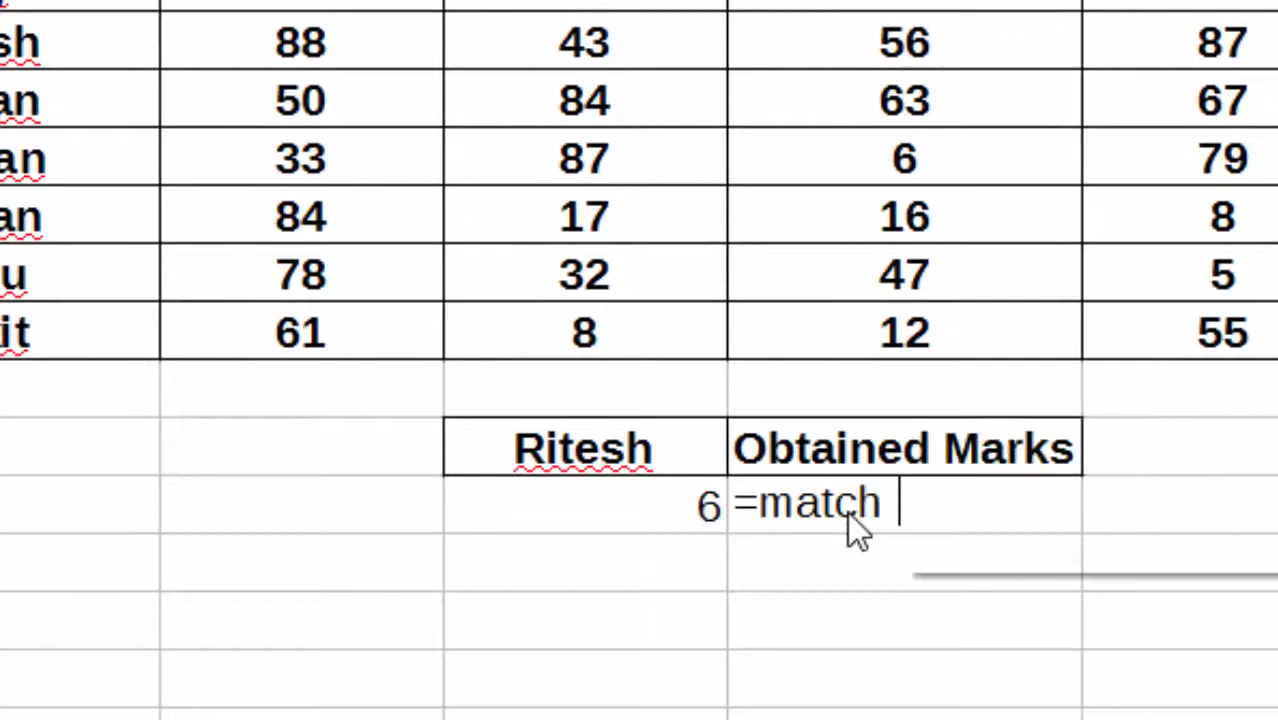 sh 88 43 56 87
an 50 84 63 67
an 33 87 6 79
an 84 17 16 8
u 78 32 47 5
it 61 8 12 55
Ritesh Obtained Marks
6 =match